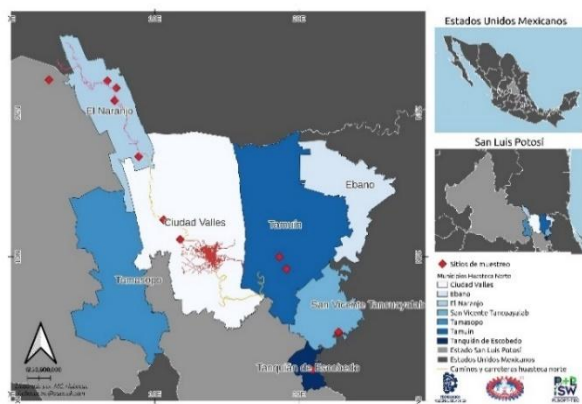 El Naranjo
Ciudad Valles
Tamuin
Ebano
Tamasopo
San Vicente Tancuayalab
Tanquián de Escobedo
Estados Unidos Mexicanos
San Luis Potosí
Sitios de muestreo
Municipios Huasteca Norte
Ciudad Valles
Ebano
El Naranjo
San Vicente Tancuayalab
Tamasopo
Tamuin
Tanquián de Escobedo
Estado San Luis Potosí
Estados Unidos Mexicanos
Caminos y carreteras huasteca norte